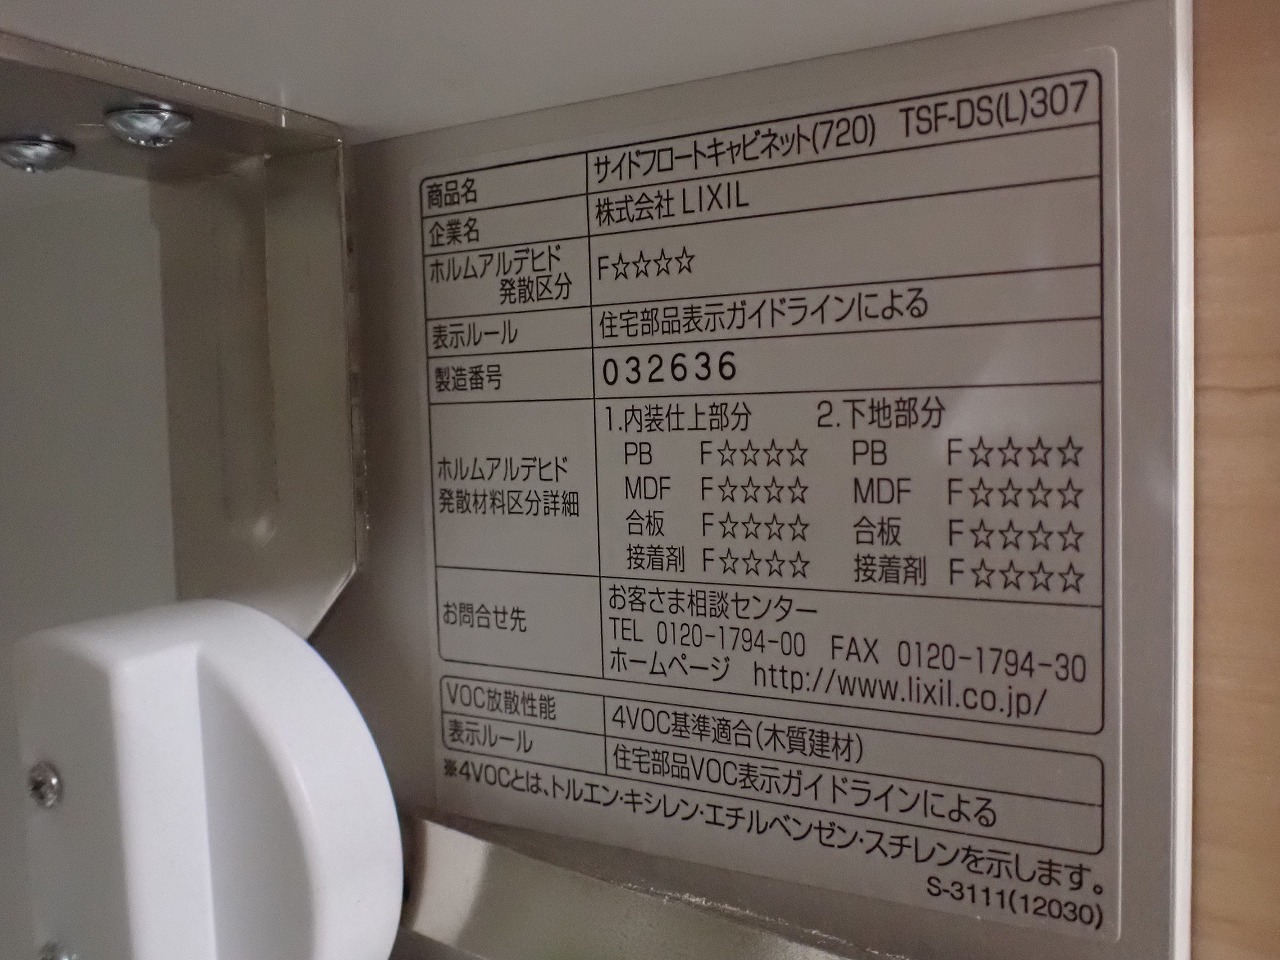 商品名 サイドフロートキャビネット(720) TSF-DS(L)307
企業名 株式会社 LIXIL
ホルムアルデヒド
発散区分 F☆☆☆☆
表示ルール 住宅部品表示ガイドラインによる
製造番号 032636
ホルムアルデヒド
発散材料区分詳細
1.内装仕上部分 2.下地部分
PB F☆☆☆☆ PB F☆☆☆☆
MDF F☆☆☆☆ MDF F☆☆☆☆
合板 F☆☆☆☆ 合板 F☆☆☆☆
接着剤 F☆☆☆☆ 接着剤 F☆☆☆☆
お問合せ先
お客さま相談センター
TEL 0120-1794-00 FAX 0120-1794-30
ホームページ http://www.lixil.co.jp/
VOC放散性能 4VOC基準適合(木質建材)
表示ルール 住宅部品VOC表示ガイドラインによる
※4VOCとは、トルエン・キシレン・エチルベンゼン・スチレンを示します。
S-3111(12030)